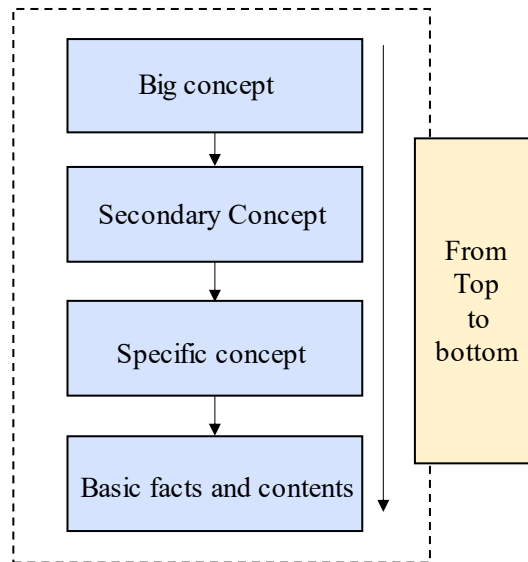 Big concept
Secondary Concept
Specific concept
Basic facts and contents
From
Top
to
bottom